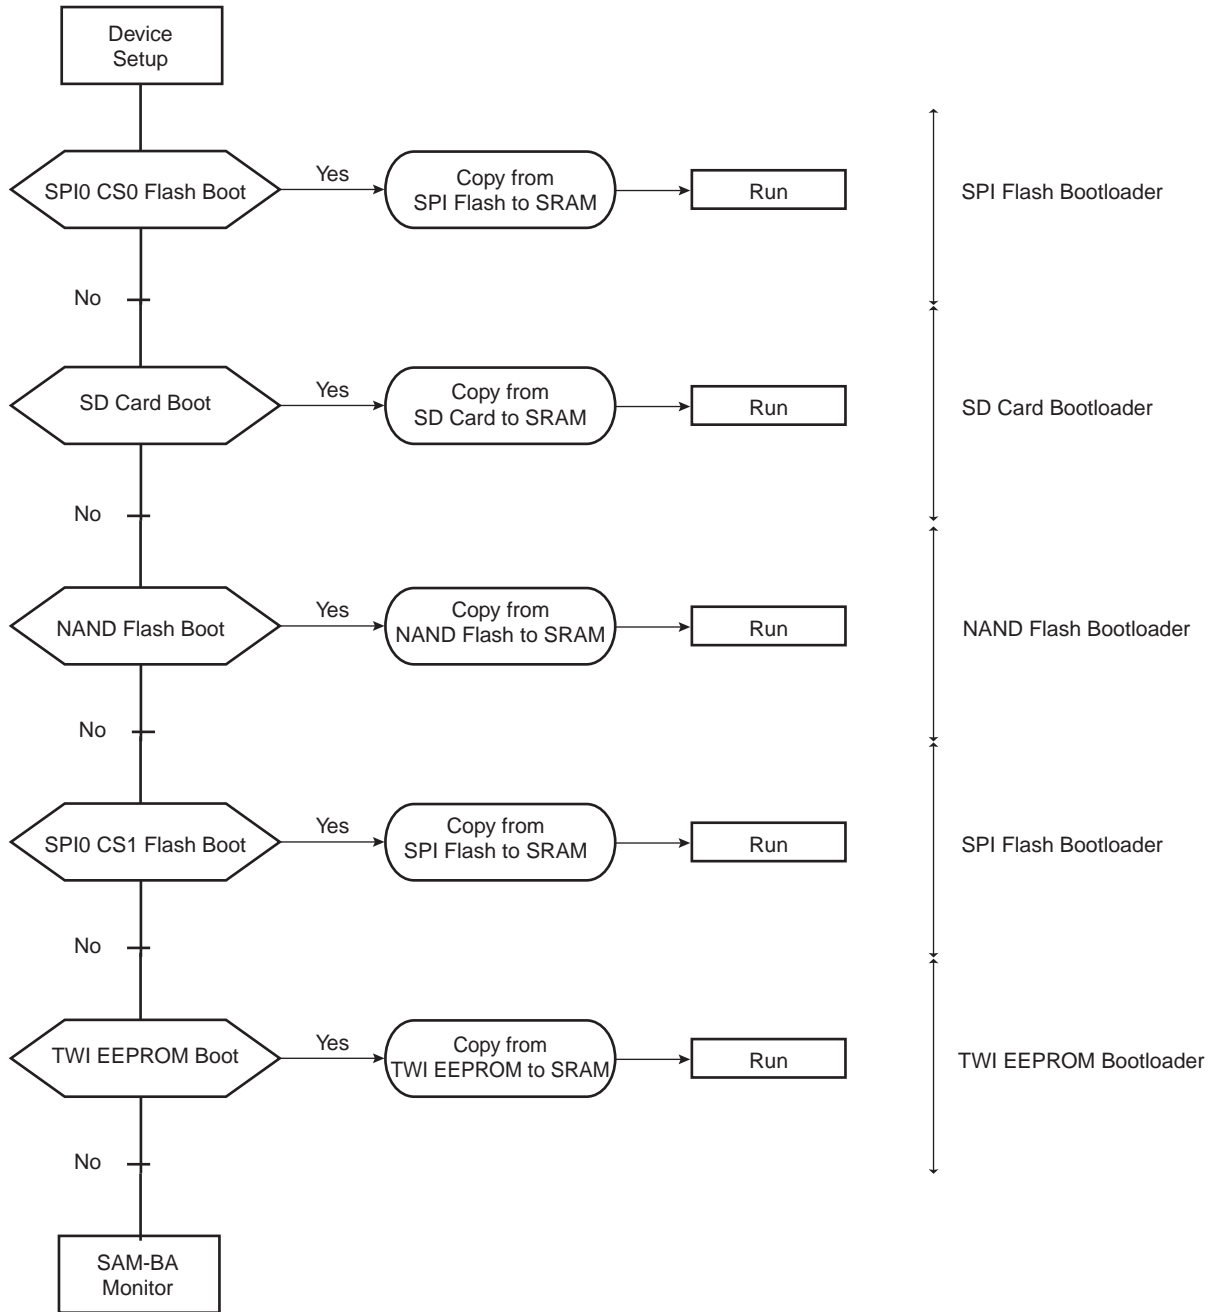 Device
Setup
SPI0 CS0 Flash Boot
Yes
Copy from
SPI Flash to SRAM
Run
SPI Flash Bootloader
No
SD Card Boot
Yes
Copy from
SD Card to SRAM
Run
SD Card Bootloader
No
NAND Flash Boot
Yes
Copy from
NAND Flash to SRAM
Run
NAND Flash Bootloader
No
SPI0 CS1 Flash Boot
Yes
Copy from
SPI Flash to SRAM
Run
SPI Flash Bootloader
No
TWI EEPROM Boot
Yes
Copy from
TWI EEPROM to SRAM
Run
TWI EEPROM Bootloader
No
SAM-BA
Monitor